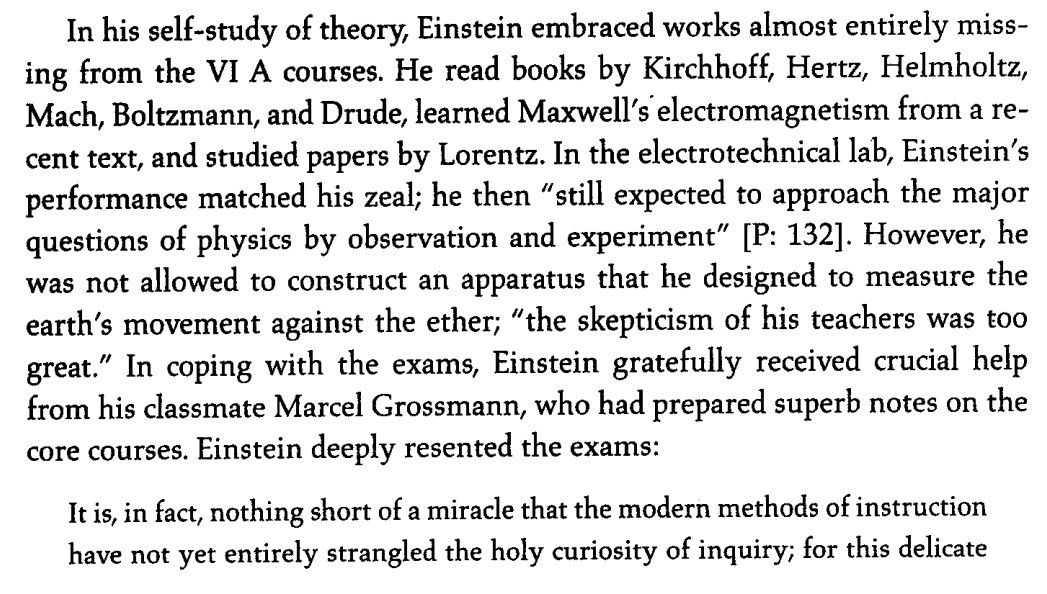 In his self-study of theory, Einstein embraced works almost entirely miss-
ing from the VI A courses. He read books by Kirchhoff, Hertz, Helmholtz,
Mach, Boltzmann, and Drude, learned Maxwell's electromagnetism from a re-
cent text, and studied papers by Lorentz. In the electrotechnical lab, Einstein's
performance matched his zeal; he then "still expected to approach the major
questions of physics by observation and experiment" [P: 132]. However, he
was not allowed to construct an apparatus that he designed to measure the
earth's movement against the ether; "the skepticism of his teachers was too
great." In coping with the exams, Einstein gratefully received crucial help
from his classmate Marcel Grossmann, who had prepared superb notes on the
core courses. Einstein deeply resented the exams:
It is, in fact, nothing short of a miracle that the modern methods of instruction
have not yet entirely strangled the holy curiosity of inquiry; for this delicate